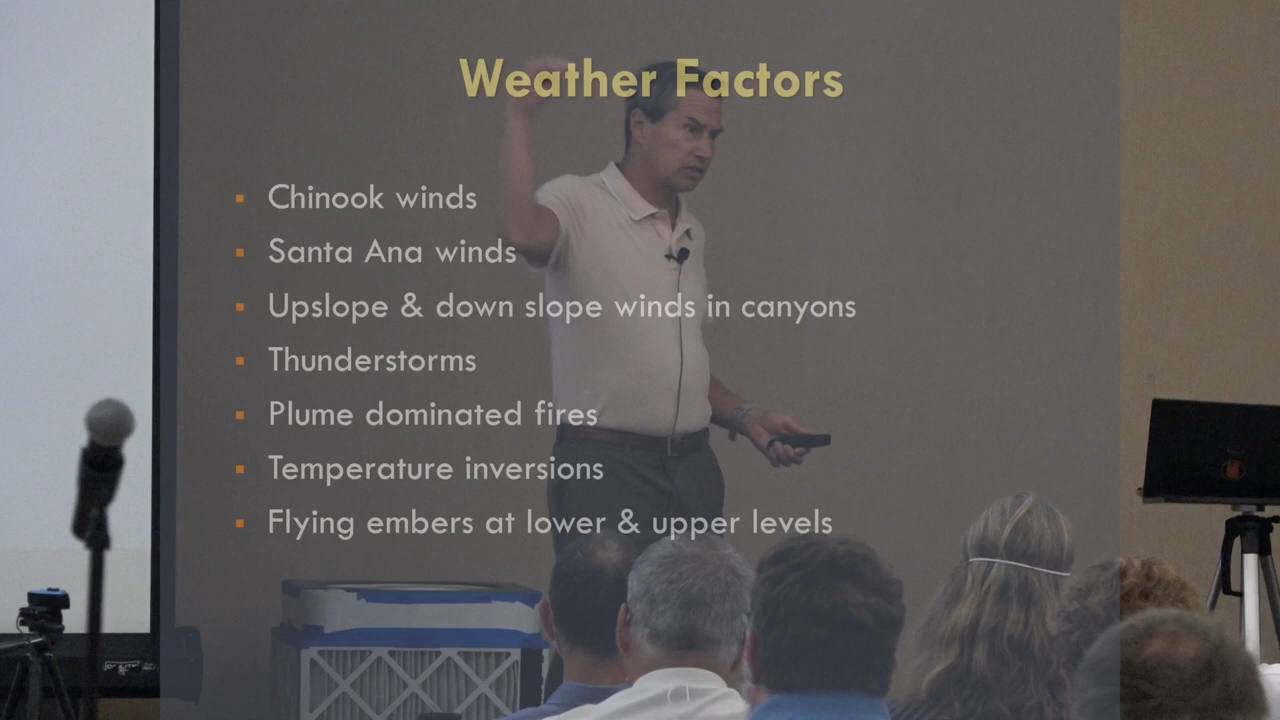 Weather Factors
Chinook winds
Santa Ana winds
Upslope & down slope winds in canyons
Thunderstorms
Plume dominated fires
Temperature inversions
Flying embers at lower & upper levels